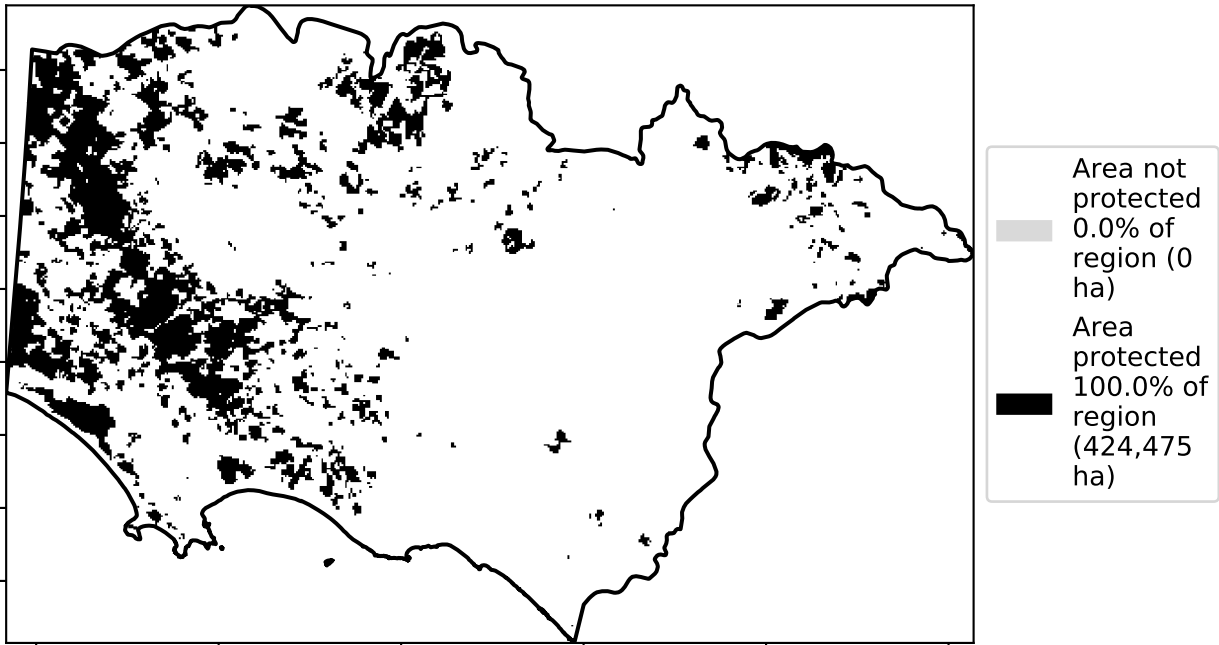 Area not
protected
0.0% of
region (0
ha)
Area
protected
100.0% of
region
(424,475
ha)